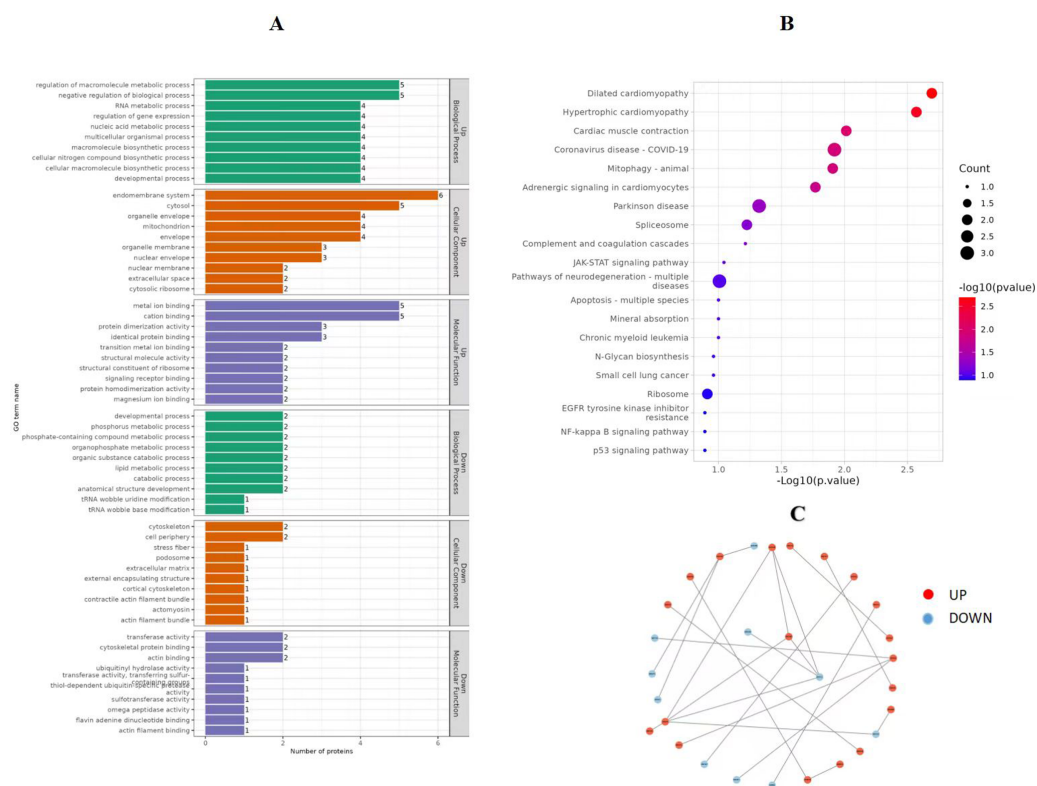 A
B
regulation of macromolecule metabolic process 5
negative regulation of biological process 5
RNA metabolic process 4
regulation of gene expression 4
nucleic acid metabolic process 4
multicellular organismal process 4
macromolecule biosynthetic process 4
cellular nitrogen compound biosynthetic process 4
cellular macromolecule biosynthetic process 4
developmental process 4
Up
Biological Process
endomembrane system 6
cytosol 5
organelle envelope 4
mitochondrion 4
envelope 4
organelle membrane 3
nuclear envelope 3
nuclear membrane 2
extracellular space 2
cytosolic ribosome 2
Up
Cellular Component
metal ion binding 5
cation binding 5
protein dimerization activity 3
identical protein binding 3
transition metal ion binding 2
structural molecule activity 2
structural constituent of ribosome 2
signaling receptor binding 2
protein homodimerization activity 2
magnesium ion binding 2
Up
Molecular Function
developmental process 2
phosphorus metabolic process 2
phosphate-containing compound metabolic process 2
organophosphate metabolic process 2
organic substance catabolic process 2
lipid metabolic process 2
catabolic process 2
anatomical structure development 2
tRNA wobble uridine modification 1
tRNA wobble base modification 1
Down
Biological Process
cytoskeleton 2
cell periphery 2
stress fiber 1
podosome 1
extracellular matrix 1
external encapsulating structure 1
cortical cytoskeleton 1
contractile actin filament bundle 1
actomyosin 1
actin filament bundle 1
Down
Cellular Component
transferase activity 2
cytoskeletal protein binding 2
actin binding 2
ubiquitinyl hydrolase activity 1
transferase activity, transferring sulfur-containing groups 1
thiol-dependent ubiquitin-specific protease activity 1
sulfotransferase activity 1
omega peptidase activity 1
flavin adenine dinucleotide binding 1
actin filament binding 1
Down
Molecular Function
GO term name
0 2 4 6
Number of proteins
Dilated cardiomyopathy
Hypertrophic cardiomyopathy
Cardiac muscle contraction
Coronavirus disease - COVID-19
Mitophagy - animal
Adrenergic signaling in cardiomyocytes
Parkinson disease
Spliceosome
Complement and coagulation cascades
JAK-STAT signaling pathway
Pathways of neurodegeneration - multiple
diseases
Apoptosis - multiple species
Mineral absorption
Chronic myeloid leukemia
N-Glycan biosynthesis
Small cell lung cancer
Ribosome
EGFR tyrosine kinase inhibitor
resistance
NF-kappa B signaling pathway
p53 signaling pathway
1.0 1.5 2.0 2.5
-Log10(p.value)
Count
1.0
1.5
2.0
2.5
3.0
-log10(pvalue)
2.5
2.0
1.5
1.0
C
UP
DOWN